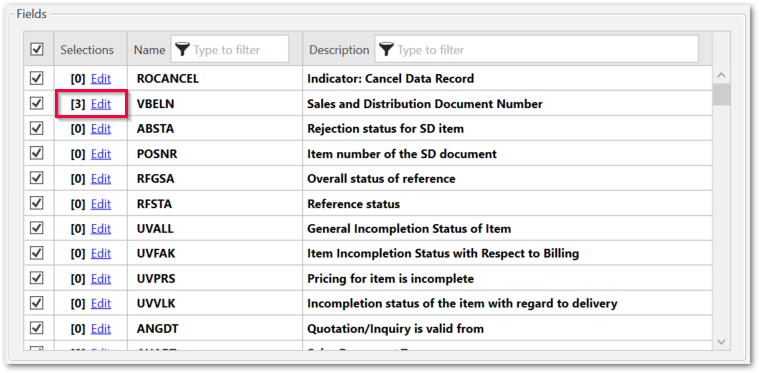 Fields
Selections Name Type to filter Description Type to filter
[0] Edit ROCANCEL Indicator: Cancel Data Record
[3] Edit VBELN Sales and Distribution Document Number
[0] Edit ABSTA Rejection status for SD item
[0] Edit POSNR Item number of the SD document
[0] Edit RFGSA Overall status of reference
[0] Edit RFSTA Reference status
[0] Edit UVALL General Incompletion Status of Item
[0] Edit UVFAK Item Incompletion Status with Respect to Billing
[0] Edit UVPRS Pricing for item is incomplete
[0] Edit UVVLK Incompletion status of the item with regard to delivery
[0] Edit ANGDT Quotation/Inquiry is valid from